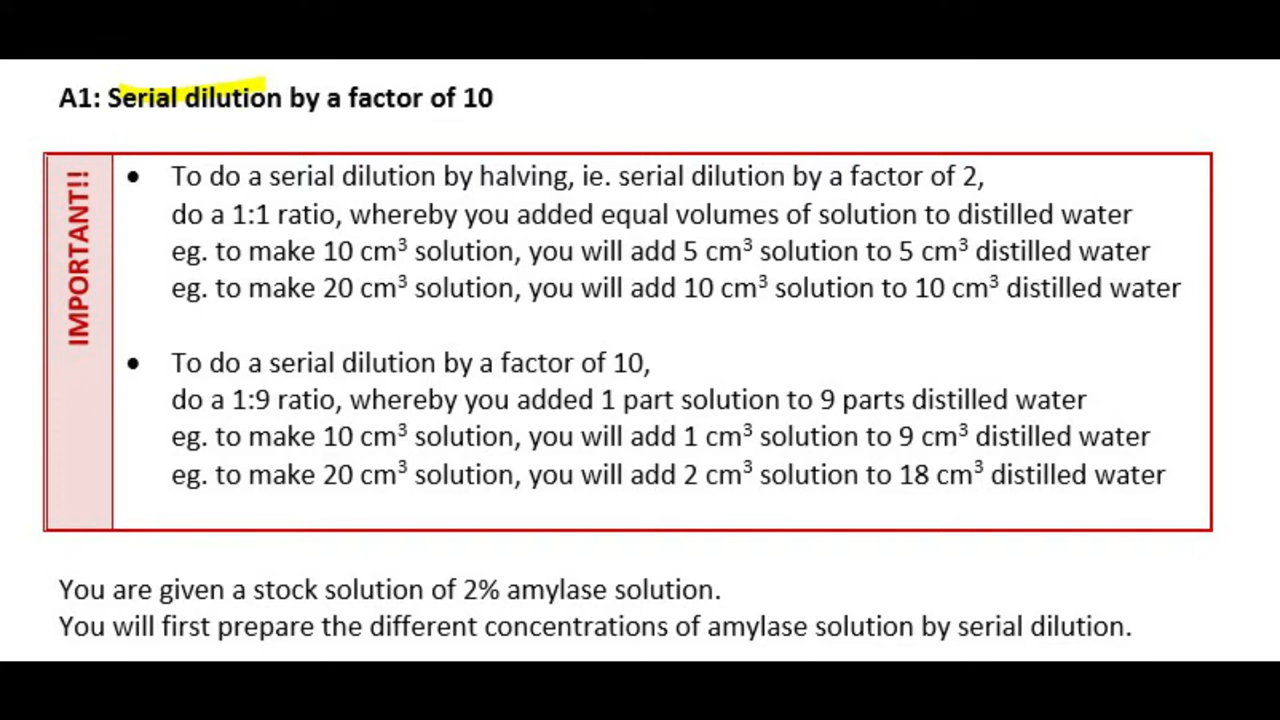 A1: Serial dilution by a factor of 10
IMPORTANT!!
• To do a serial dilution by halving, ie. serial dilution by a factor of 2,
do a 1:1 ratio, whereby you added equal volumes of solution to distilled water
eg. to make 10 cm³ solution, you will add 5 cm³ solution to 5 cm³ distilled water
eg. to make 20 cm³ solution, you will add 10 cm³ solution to 10 cm³ distilled water
• To do a serial dilution by a factor of 10,
do a 1:9 ratio, whereby you added 1 part solution to 9 parts distilled water
eg. to make 10 cm³ solution, you will add 1 cm³ solution to 9 cm³ distilled water
eg. to make 20 cm³ solution, you will add 2 cm³ solution to 18 cm³ distilled water
You are given a stock solution of 2% amylase solution.
You will first prepare the different concentrations of amylase solution by serial dilution.